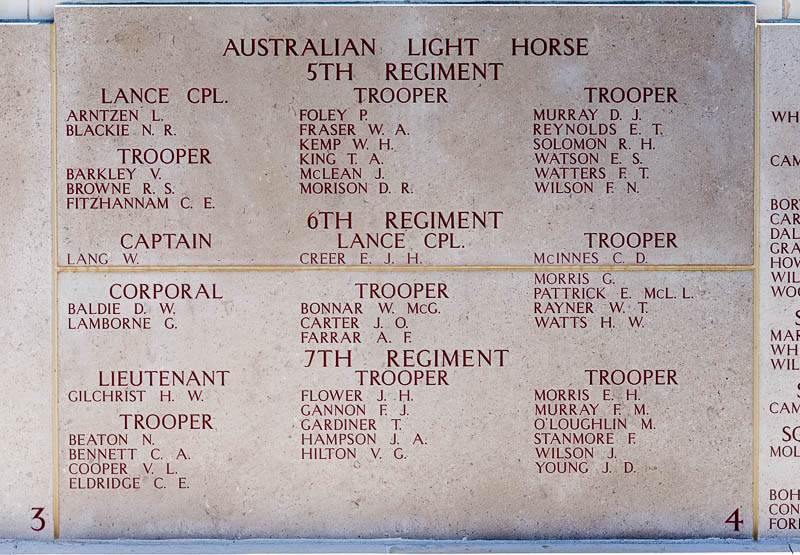 AUSTRALIAN LIGHT HORSE
5TH REGIMENT
LANCE CPL.
ARNTZEN L.
BLACKIE N. R.
TROOPER
BARKLEY V.
BROWNE R. S.
FITZHANNAM C. E.
TROOPER
FOLEY P.
FRASER W. A.
KEMP W. H.
KING T. A.
McLEAN J.
MORISON D. R.
TROOPER
MURRAY D. J.
REYNOLDS E. T.
SOLOMON R. H.
WATSON E. S.
WATTERS F. T.
WILSON F. N.
6TH REGIMENT
CAPTAIN
LANG W.
CORPORAL
BALDIE D. W.
LAMBORNE G.
LANCE CPL.
CREER E. J. H.
TROOPER
BONNAR W. McG.
CARTER J. O.
FARRAR A. F.
TROOPER
McINNES C. D.
MORRIS G.
PATTRICK E. McL. L.
RAYNER W. T.
WATTS H. W.
7TH REGIMENT
LIEUTENANT
GILCHRIST H. W.
TROOPER
BEATON N.
BENNETT C. A.
COOPER V. L.
ELDRIDGE C. E.
TROOPER
FLOWER J. H.
GANNON F. J.
GARDINER T.
HAMPSON J. A.
HILTON V. G.
TROOPER
MORRIS E. H.
MURRAY F. M.
O'LOUGHLIN M.
STANMORE F.
WILSON J.
YOUNG J. D.
3
4